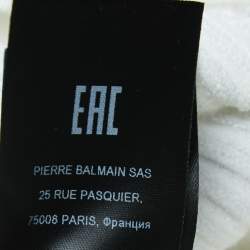 EAC
PIERRE BALMAIN SAS
25 RUE PASQUIER,
75008 PARIS, Франция